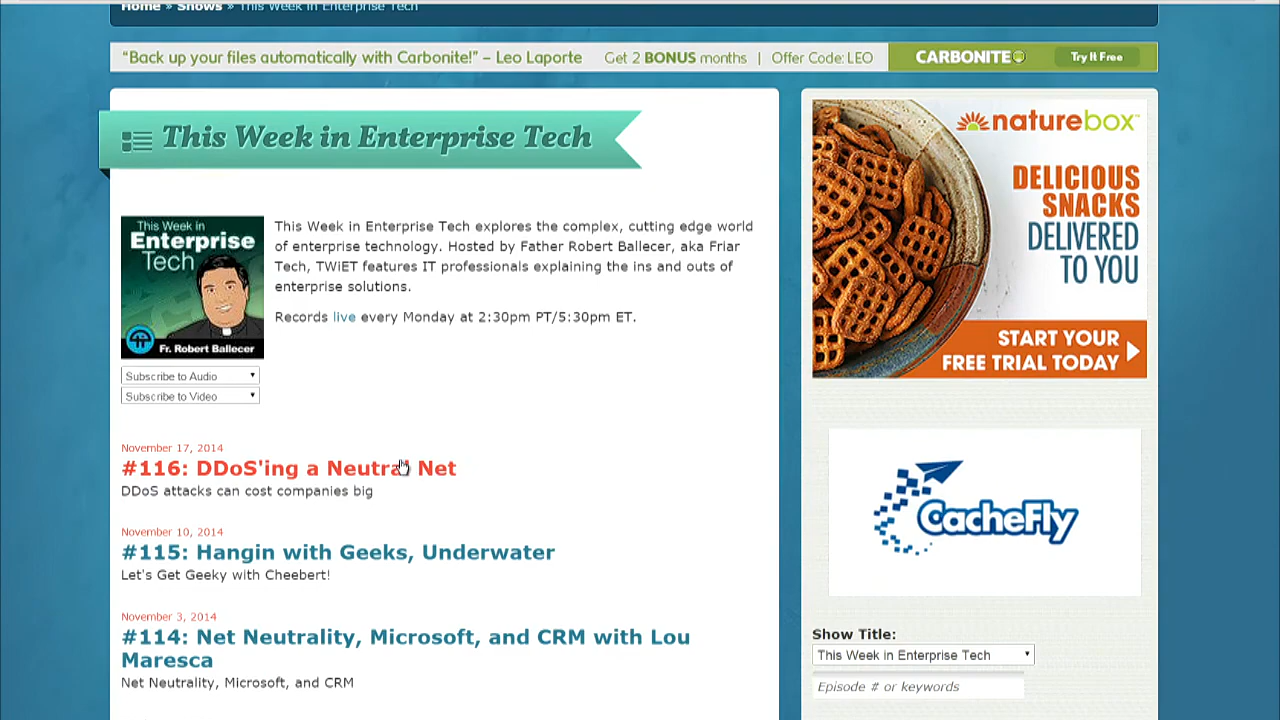 Home » Shows » This Week in Enterprise Tech
"Back up your files automatically with Carbonite!" – Leo Laporte Get 2 BONUS months | Offer Code: LEO CARBONITE Try It Free
This Week in Enterprise Tech
This Week in
Enterprise
Tech
Fr. Robert Ballecer
This Week in Enterprise Tech explores the complex, cutting edge world
of enterprise technology. Hosted by Father Robert Ballecer, aka Friar
Tech, TWiET features IT professionals explaining the ins and outs of
enterprise solutions.
Records live every Monday at 2:30pm PT/5:30pm ET.
Subscribe to Audio
Subscribe to Video
November 17, 2014
#116: DDoS'ing a Neutral Net
DDoS attacks can cost companies big
November 10, 2014
#115: Hangin with Geeks, Underwater
Let's Get Geeky with Cheebert!
November 3, 2014
#114: Net Neutrality, Microsoft, and CRM with Lou
Maresca
Net Neutrality, Microsoft, and CRM
naturebox
DELICIOUS
SNACKS
DELIVERED
TO YOU
START YOUR
FREE TRIAL TODAY
CacheFly
Show Title:
This Week in Enterprise Tech
Episode # or keywords